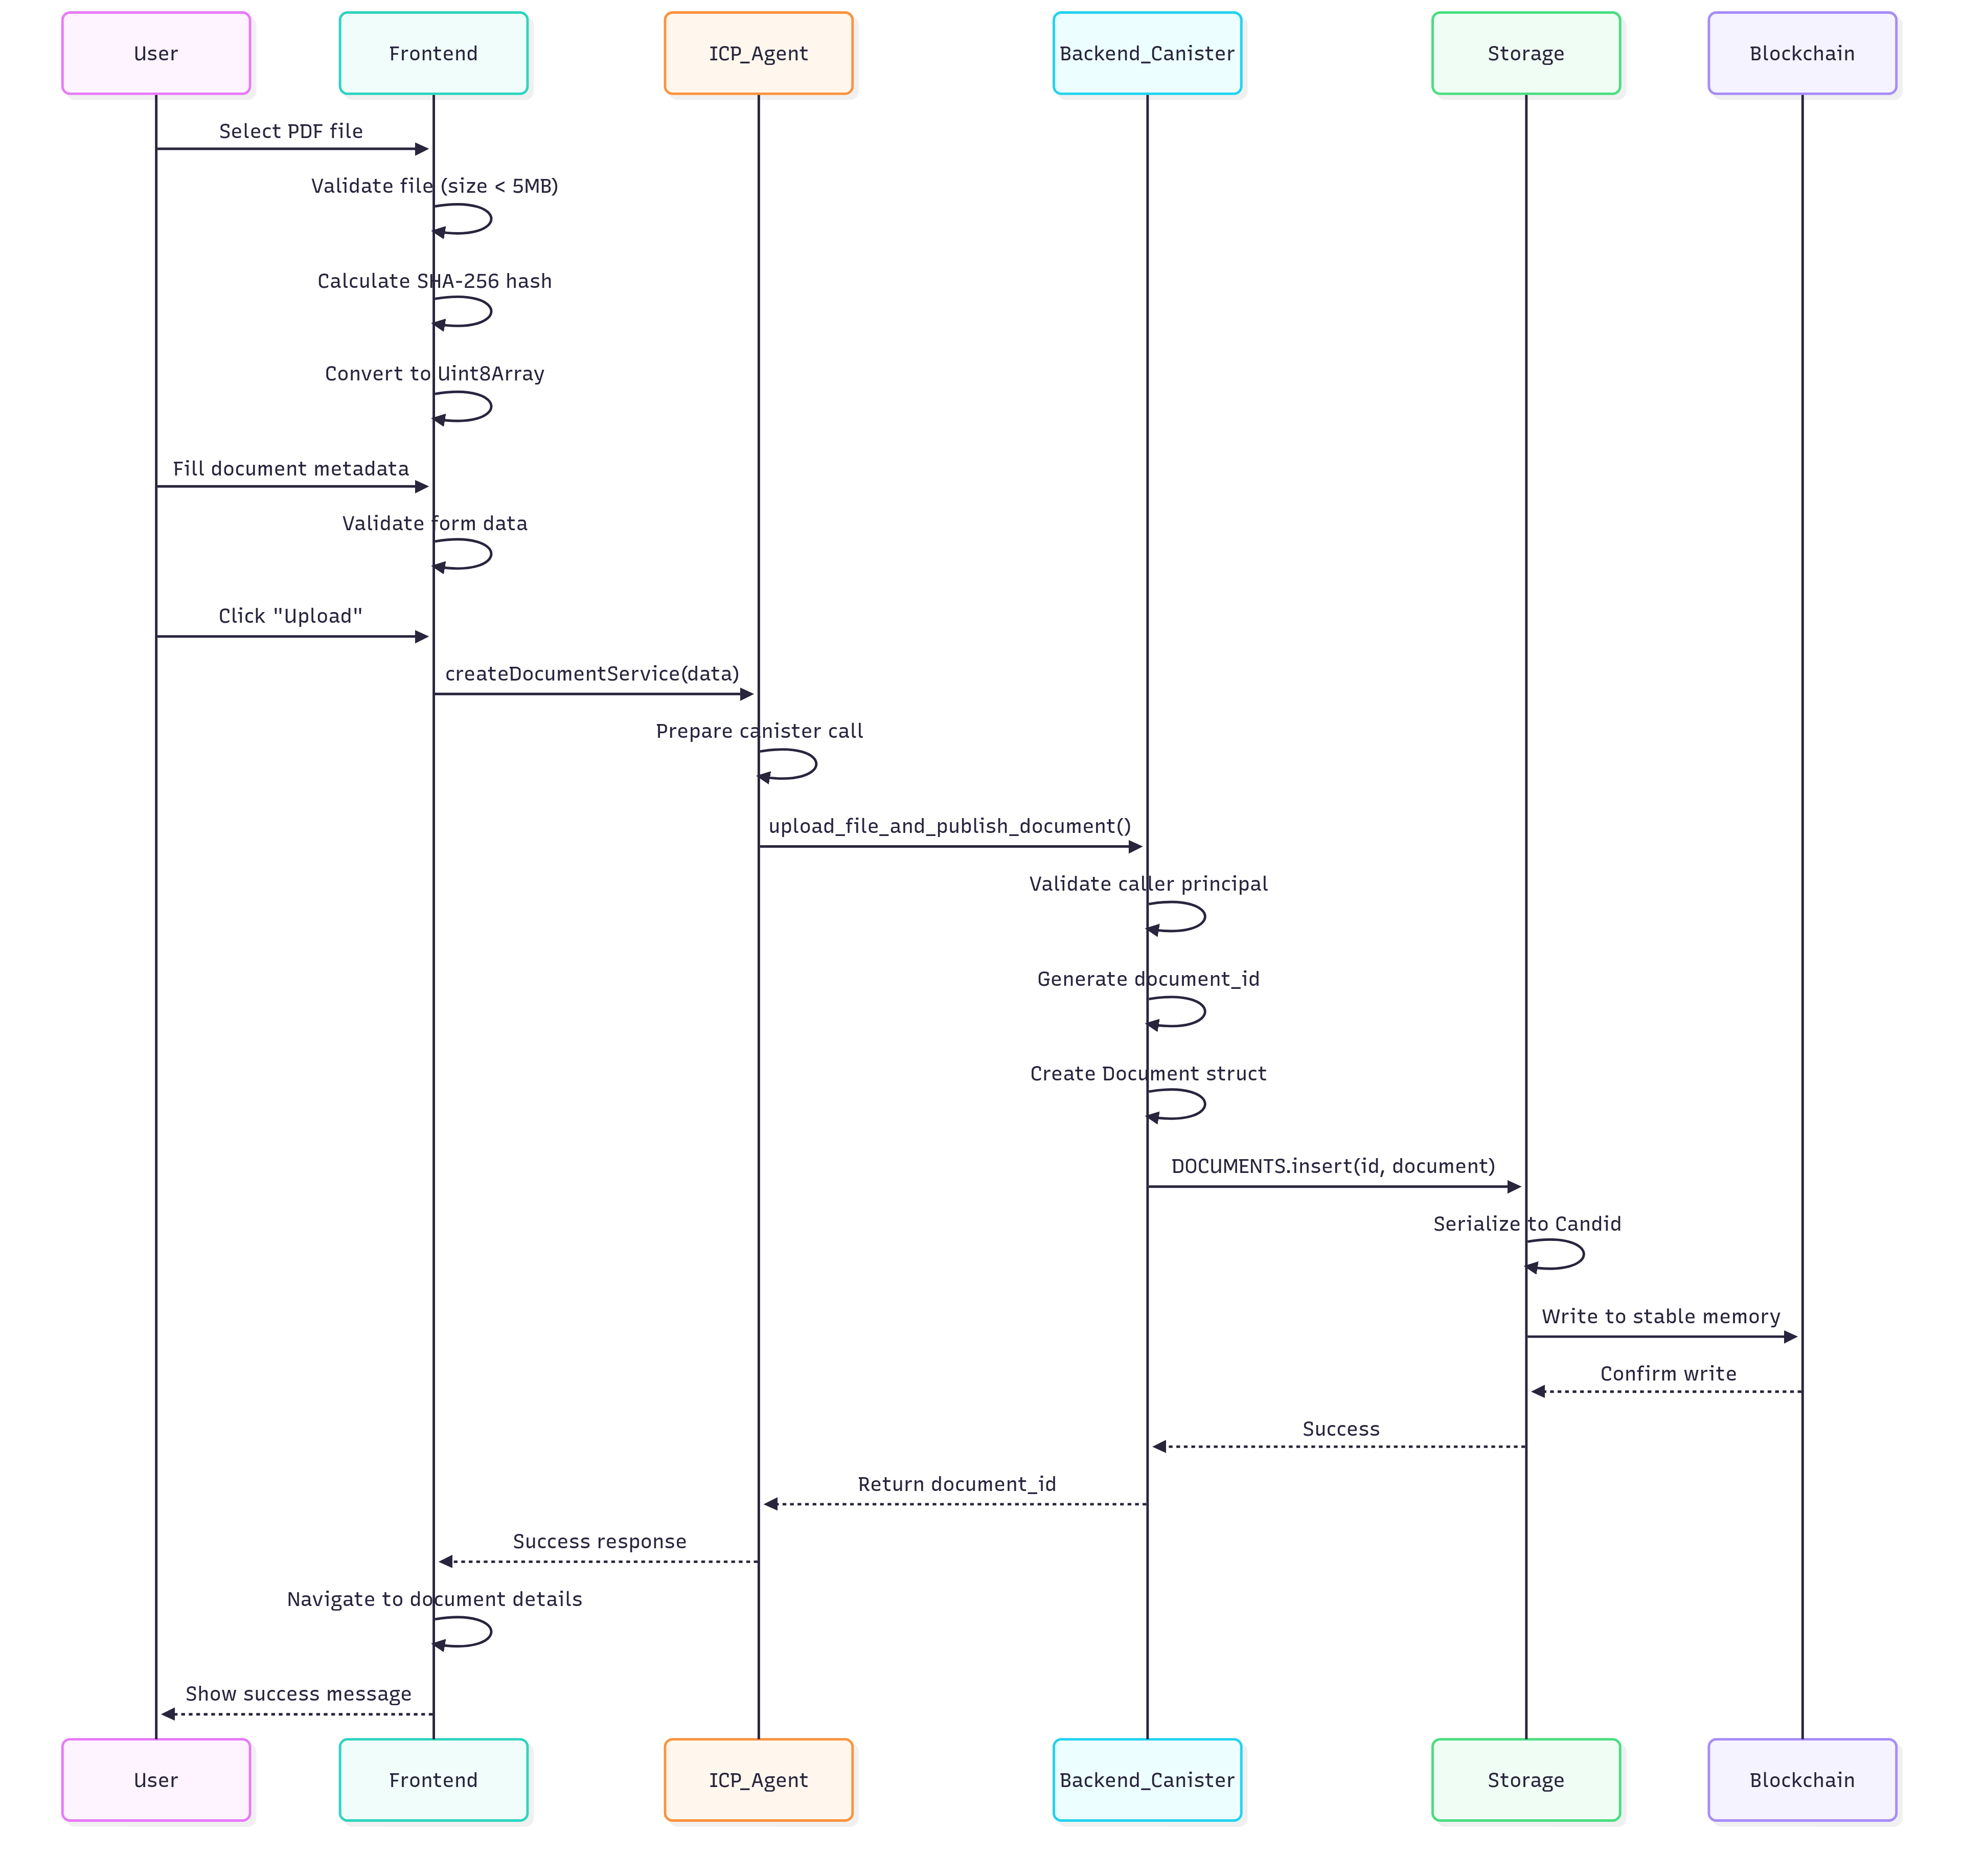 User
Frontend
ICP_Agent
Backend_Canister
Storage
Blockchain
Select PDF file
Validate file (size < 5MB)
Calculate SHA-256 hash
Convert to Uint8Array
Fill document metadata
Validate form data
Click "Upload"
createDocumentService(data)
Prepare canister call
upload_file_and_publish_document()
Validate caller principal
Generate document_id
Create Document struct
DOCUMENTS.insert(id, document)
Serialize to Candid
Write to stable memory
Confirm write
Success
Return document_id
Success response
Navigate to document details
Show success message
User
Frontend
ICP_Agent
Backend_Canister
Storage
Blockchain